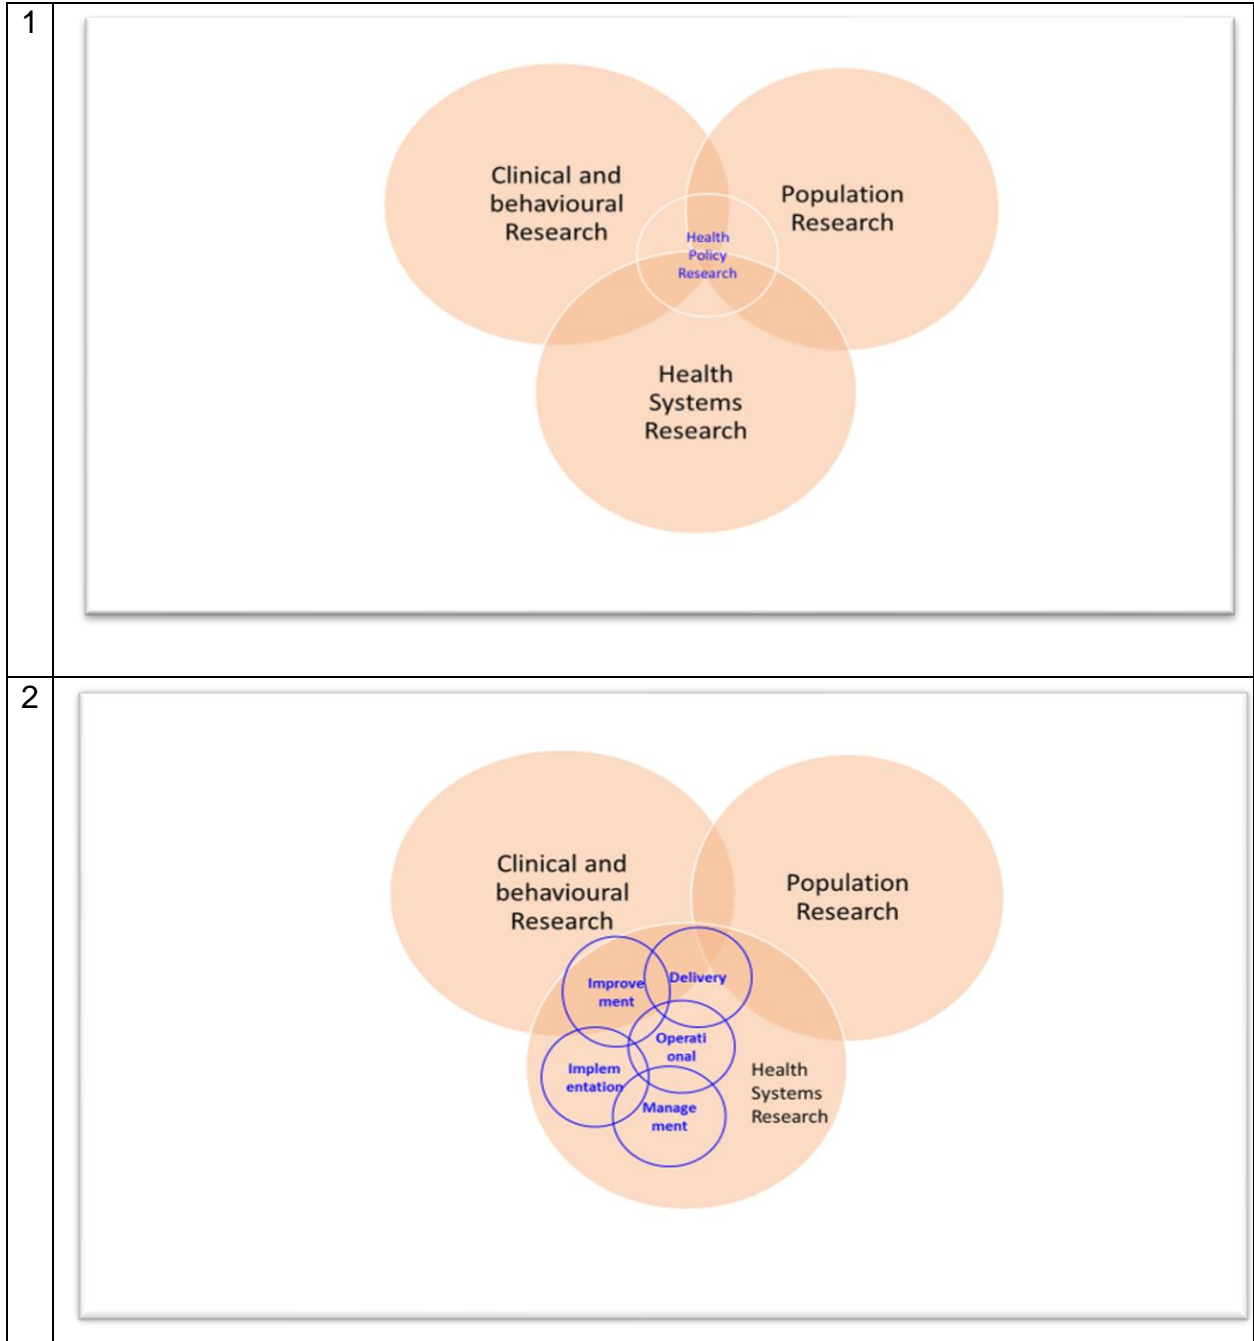 1
Clinical and
behavioural
Research
Population
Research
Health
Policy
Research
Health
Systems
Research
2
Clinical and
behavioural
Research
Population
Research
Improve
ment
Delivery
Operati
onal
Implem
entation
Manage
ment
Health
Systems
Research